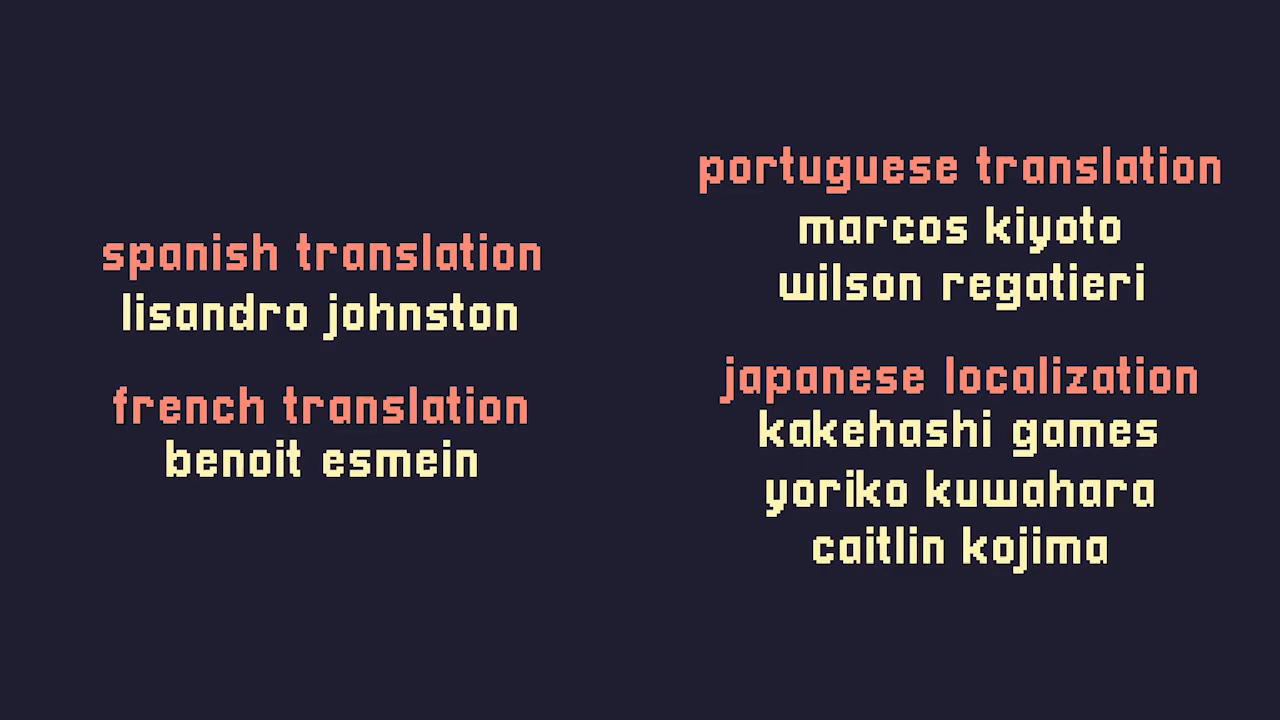 spanish translation
lisandro johnston
french translation
benoit esmein
portuguese translation
marcos kiyoto
wilson regatieri
japanese localization
kakehashi games
yoriko kuwahara
caitlin kojima